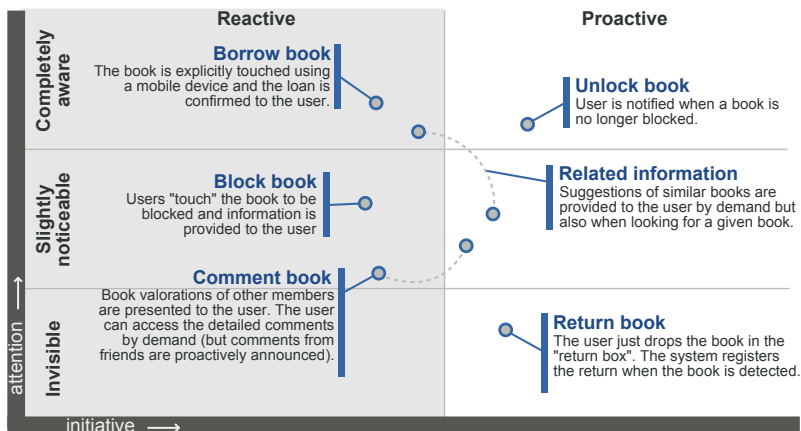 Reactive
Proactive
Completely
aware
Borrow book
The book is explicitly touched using
a mobile device and the loan is
confirmed to the user.
Unlock book
User is notified when a book is
no longer blocked.
Slightly
noticeable
Block book
Users "touch" the book to be
blocked and information is
provided to the user
Related information
Suggestions of similar books are
provided to the user by demand but
also when looking for a given book.
Invisible
Comment book
Book valorations of other members
are presented to the user. The user
can access the detailed comments
by demand (but comments from
friends are proactively announced).
Return book
The user just drops the book in the
"return box". The system registers
the return when the book is detected.
attention
initiative